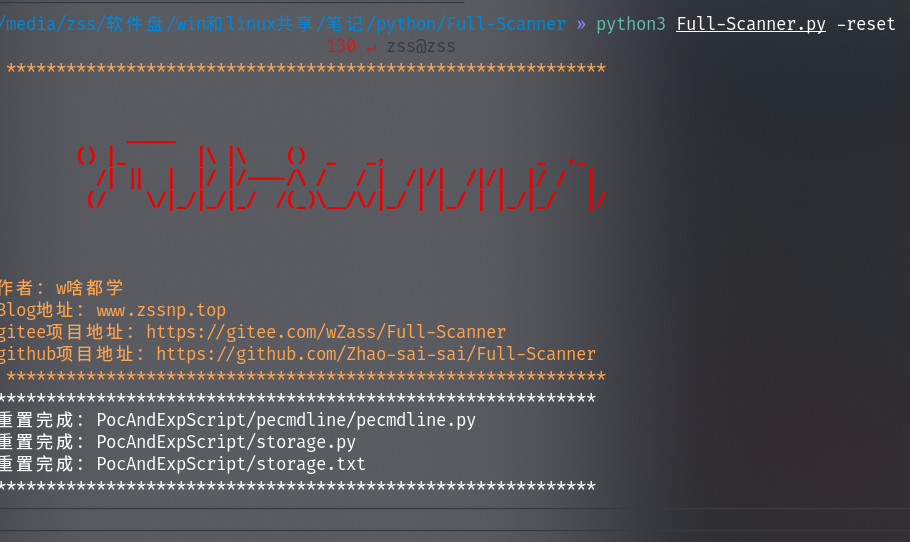 /media/zss/软件盘/win和linux共享/笔记/python/Full-Scanner » python3 Full-Scanner.py -reset
130 ↵ zss@zss
************************************************************
作者：w啥都学
Blog地址：www.zssnp.top
gitee项目地址：https://gitee.com/wZass/Full-Scanner
github项目地址：https://github.com/Zhao-sai-sai/Full-Scanner
************************************************************
************************************************************
重置完成：PocAndExpScript/pecmdline/pecmdline.py
重置完成：PocAndExpScript/storage.py
重置完成：PocAndExpScript/storage.txt
************************************************************